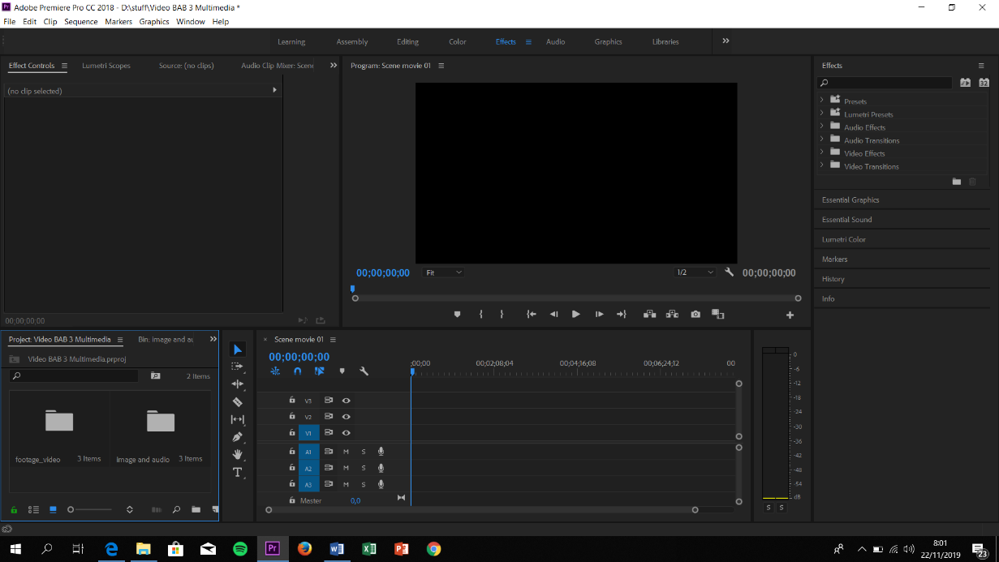 Adobe Premiere Pro CC 2018 - D:\stuff\Video BAB 3 Multimedia *
File Edit Clip Sequence Markers Graphics Window Help
Learning Assembly Editing Color Effects Audio Graphics Libraries
Effect Controls Lumetri Scopes Source: (no clips) Audio Clip Mixer: Scene
Program: Scene movie 01
Effects
(no clip selected)
32
Presets
Lumetri Presets
Audio Effects
Audio Transitions
Video Effects
Video Transitions
Essential Graphics
Essential Sound
Lumetri Color
Markers
History
Info
00;00;00;00 Fit 1/2 00;00;00;00
00;00;00;00
Project: Video BAB 3 Multimedia Bin: image and au
Video BAB 3 Multimedia.prproj
2 Items
footage_video 3 Items
image and audio 3 Items
Scene movie 01
00;00;00;00
;00;00 00;02;08;04 00;04;16;08 00;06;24;12 00
V3
V2
V1
A1 M S
A2 M S
A3 M S
Master 0,0
0
-6
-12
-18
-24
-30
-36
-42
-48
-54
dB
S S
8:01
22/11/2019
23